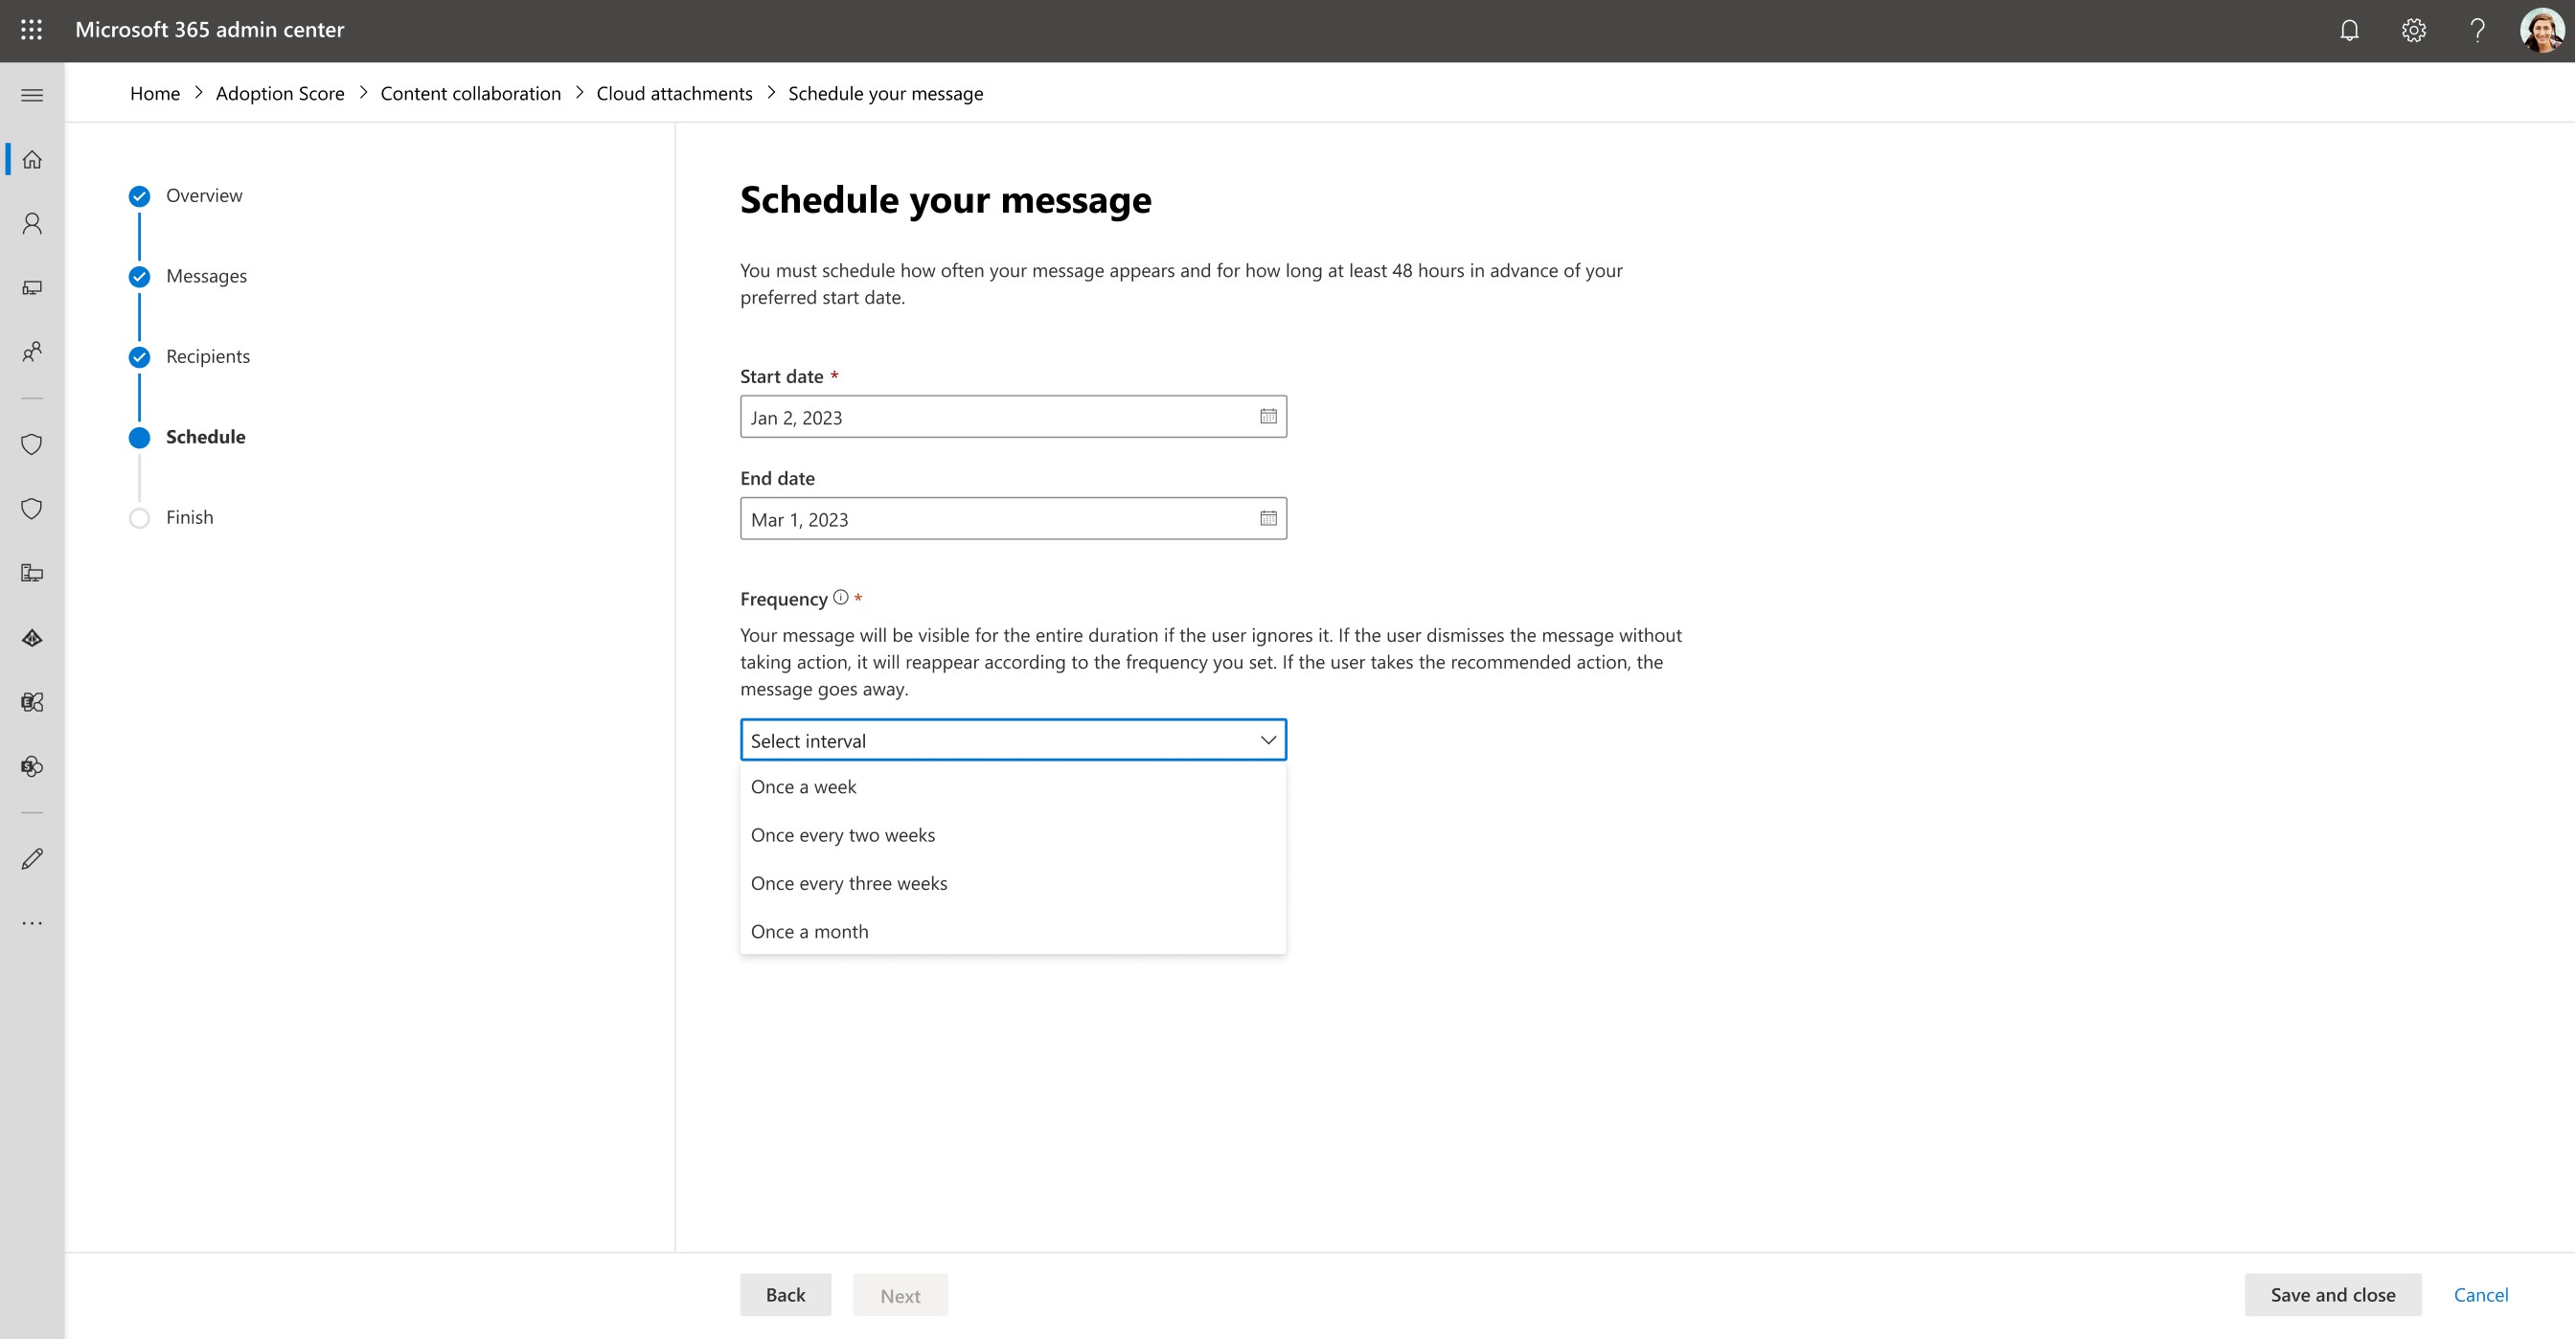 Microsoft 365 admin center
Home > Adoption Score > Content collaboration > Cloud attachments > Schedule your message
Overview
Messages
Recipients
Schedule
Finish
Schedule your message
You must schedule how often your message appears and for how long at least 48 hours in advance of your
preferred start date.
Start date *
Jan 2, 2023
End date
Mar 1, 2023
Frequency *
Your message will be visible for the entire duration if the user ignores it. If the user dismisses the message without
taking action, it will reappear according to the frequency you set. If the user takes the recommended action, the
message goes away.
Select interval
Once a week
Once every two weeks
Once every three weeks
Once a month
Back
Next
Save and close
Cancel